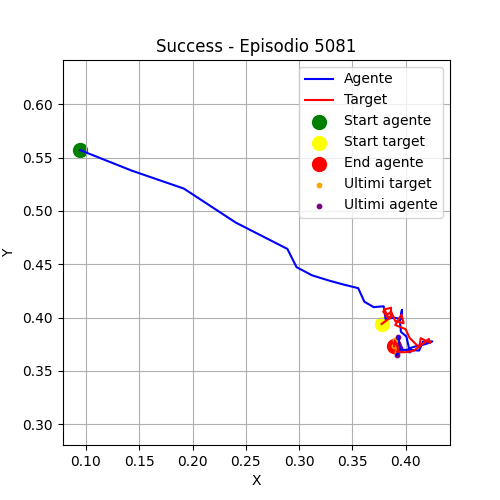 Success - Episodio 5081
Agente
Target
Start agente
Start target
End agente
Ultimi target
Ultimi agente
Y
0.60
0.55
0.50
0.45
0.40
0.35
0.30
0.10 0.15 0.20 0.25 0.30 0.35 0.40
X